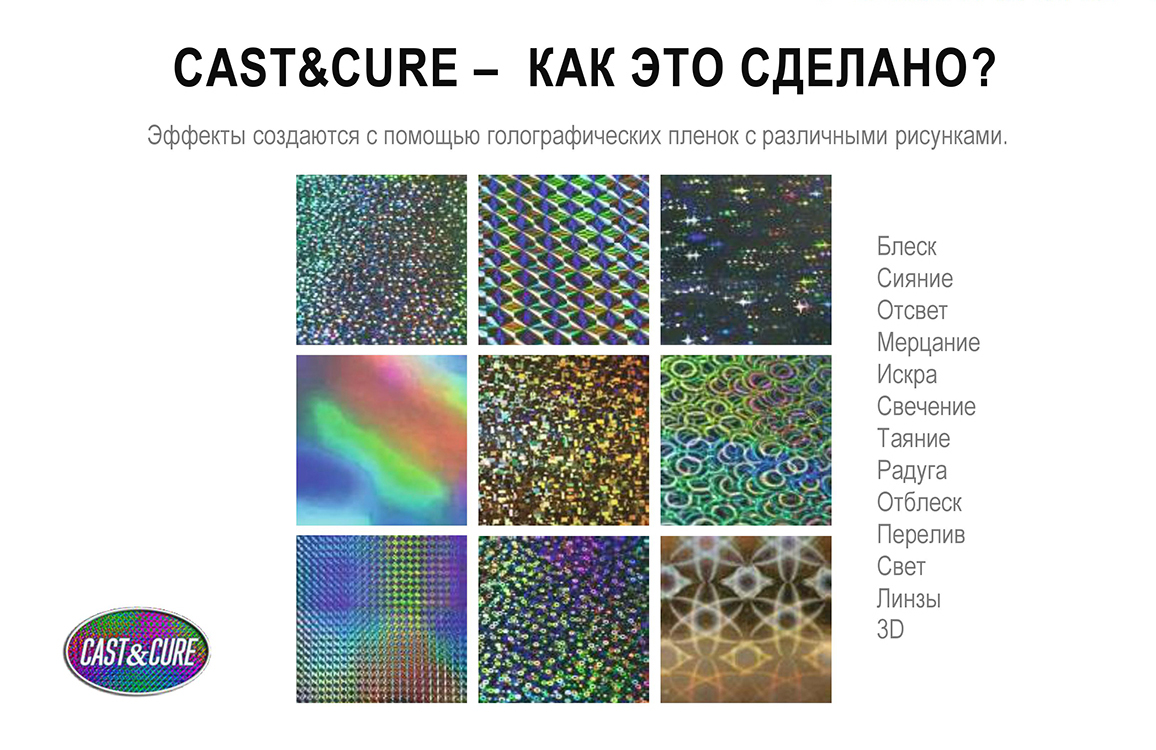 CAST&CURE – КАК ЭТО СДЕЛАНО?
Эффекты создаются с помощью голографических пленок с различными рисунками.
Блеск
Сияние
Отсвет
Мерцание
Искра
Свечение
Таяние
Радуга
Отблеск
Перелив
Свет
Линзы
3D
CAST&CURE